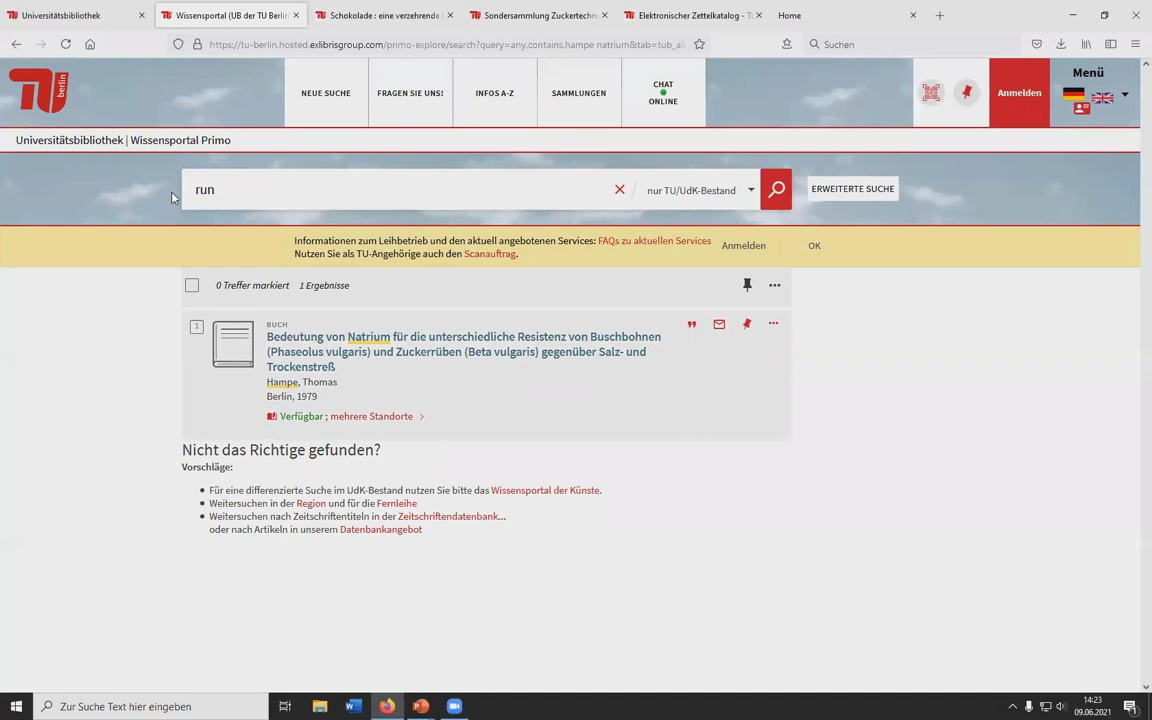 Universitätsbibliothek
Wissensportal (UB der TU Berlin
Schokolade : eine verzehrende L
Sondersammlung Zuckertechn
Elektronischer Zettelkatalog - TU
Home
https://tu-berlin.hosted.exlibrisgroup.com/primo-explore/search?query=any,contains,hampe natrium&tab=tub_all
Suchen
berlin
NEUE SUCHE
FRAGEN SIE UNS!
INFOS A-Z
SAMMLUNGEN
CHAT
ONLINE
Anmelden
Menü
Universitätsbibliothek | Wissensportal Primo
run
nur TU/UdK-Bestand
ERWEITERTE SUCHE
Informationen zum Leihbetrieb und den aktuell angebotenen Services: FAQs zu aktuellen Services
Nutzen Sie als TU-Angehörige auch den Scanauftrag.
Anmelden
OK
0 Treffer markiert 1 Ergebnisse
1
BUCH
Bedeutung von Natrium für die unterschiedliche Resistenz von Buschbohnen
(Phaseolus vulgaris) und Zuckerrüben (Beta vulgaris) gegenüber Salz- und
Trockenstreß
Hampe, Thomas
Berlin, 1979
Verfügbar ; mehrere Standorte
Nicht das Richtige gefunden?
Vorschläge:
Für eine differenzierte Suche im UdK-Bestand nutzen Sie bitte das Wissensportal der Künste.
Weitersuchen in der Region und für die Fernleihe
Weitersuchen nach Zeitschriftentiteln in der Zeitschriftendatenbank...
oder nach Artikeln in unserem Datenbankangebot
Zur Suche Text hier eingeben
14:23
09.06.2021